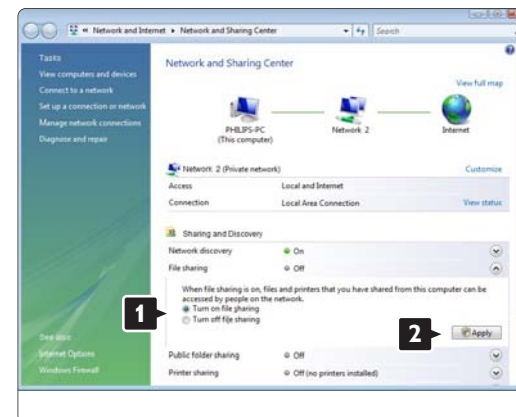 Network and Internet ▸ Network and Sharing Center
Search
Tasks
View computers and devices
Connect to a network
Set up a connection or network
Manage network connections
Diagnose and repair
See also
Internet Options
Windows Firewall
Network and Sharing Center
View full map
PHILIPS-PC
(This computer)
Network 2
Internet
Network 2 (Private network)
Customize
Access
Local and Internet
Connection
Local Area Connection
View status
Sharing and Discovery
Network discovery
On
File sharing
Off
When file sharing is on, files and printers that you have shared from this computer can be
accessed by people on the network.
1
Turn on file sharing
Turn off file sharing
2
Apply
Public folder sharing
Off
Printer sharing
Off (no printers installed)